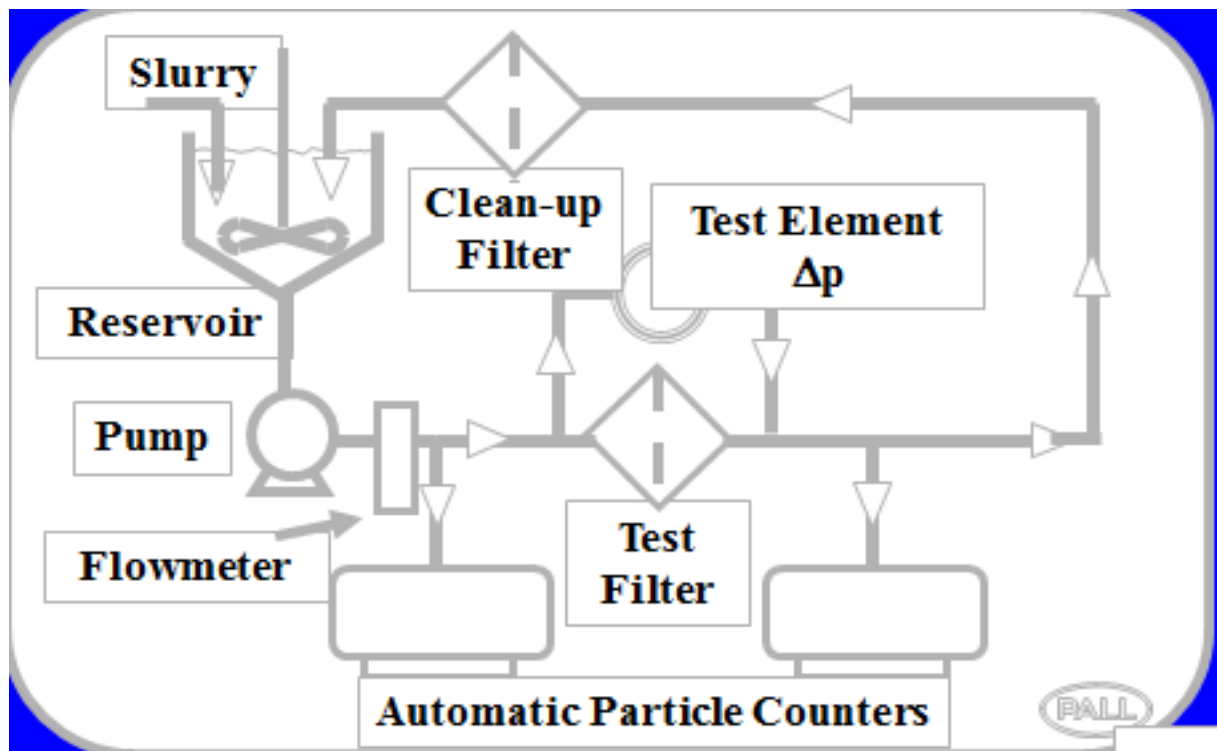 Slurry
Clean-up
Filter
Test Element
Δp
Reservoir
Pump
Flowmeter
Test
Filter
Automatic Particle Counters
PALL